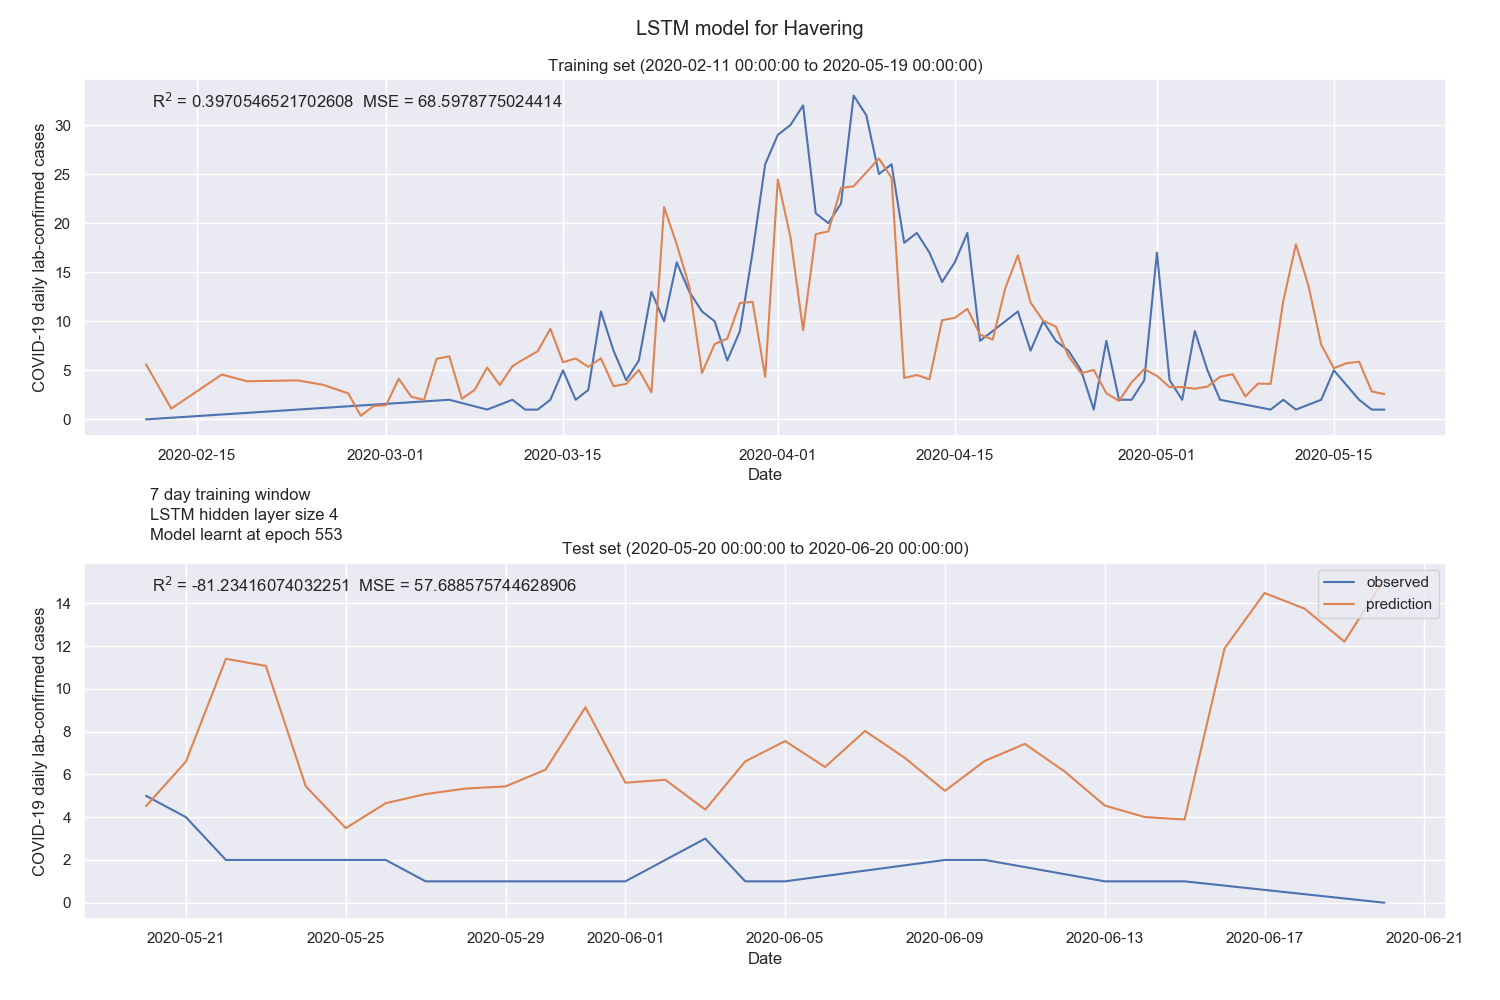 LSTM model for Havering
Training set (2020-02-11 00:00:00 to 2020-05-19 00:00:00)
R² = 0.3970546521702608 MSE = 68.5978775024414
COVID-19 daily lab-confirmed cases
30
25
20
15
10
5
0
2020-02-15 2020-03-01 2020-03-15 2020-04-01 2020-04-15 2020-05-01 2020-05-15
Date
7 day training window
LSTM hidden layer size 4
Model learnt at epoch 553
Test set (2020-05-20 00:00:00 to 2020-06-20 00:00:00)
R² = -81.23416074032251 MSE = 57.688575744628906
observed
prediction
COVID-19 daily lab-confirmed cases
14
12
10
8
6
4
2
0
2020-05-21 2020-05-25 2020-05-29 2020-06-01 2020-06-05 2020-06-09 2020-06-13 2020-06-17 2020-06-21
Date